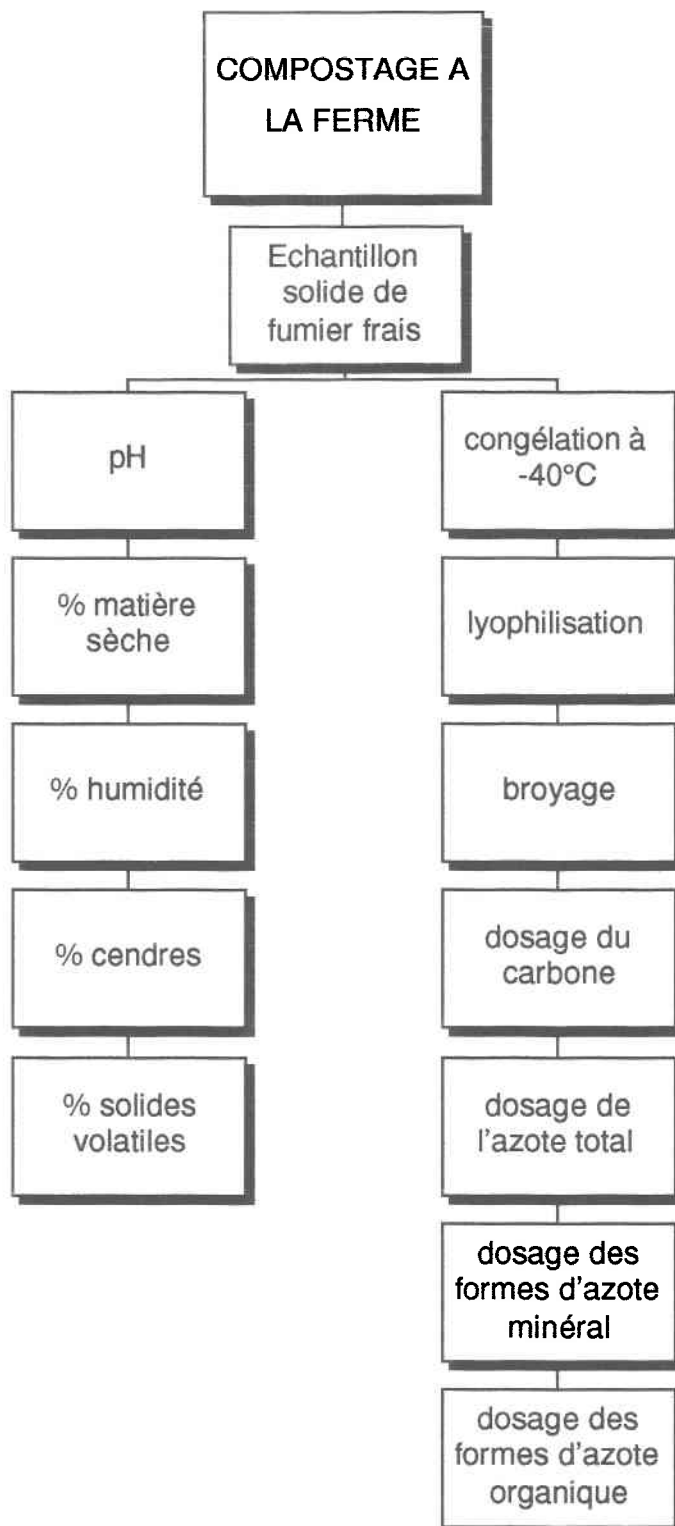 COMPOSTAGE A
LA FERME
Echantillon
solide de
fumier frais
pH
% matière
sèche
% humidité
% cendres
% solides
volatiles
congélation à
-40°C
lyophilisation
broyage
dosage du
carbone
dosage de
l'azote total
dosage des
formes d'azote
minéral
dosage des
formes d'azote
organique